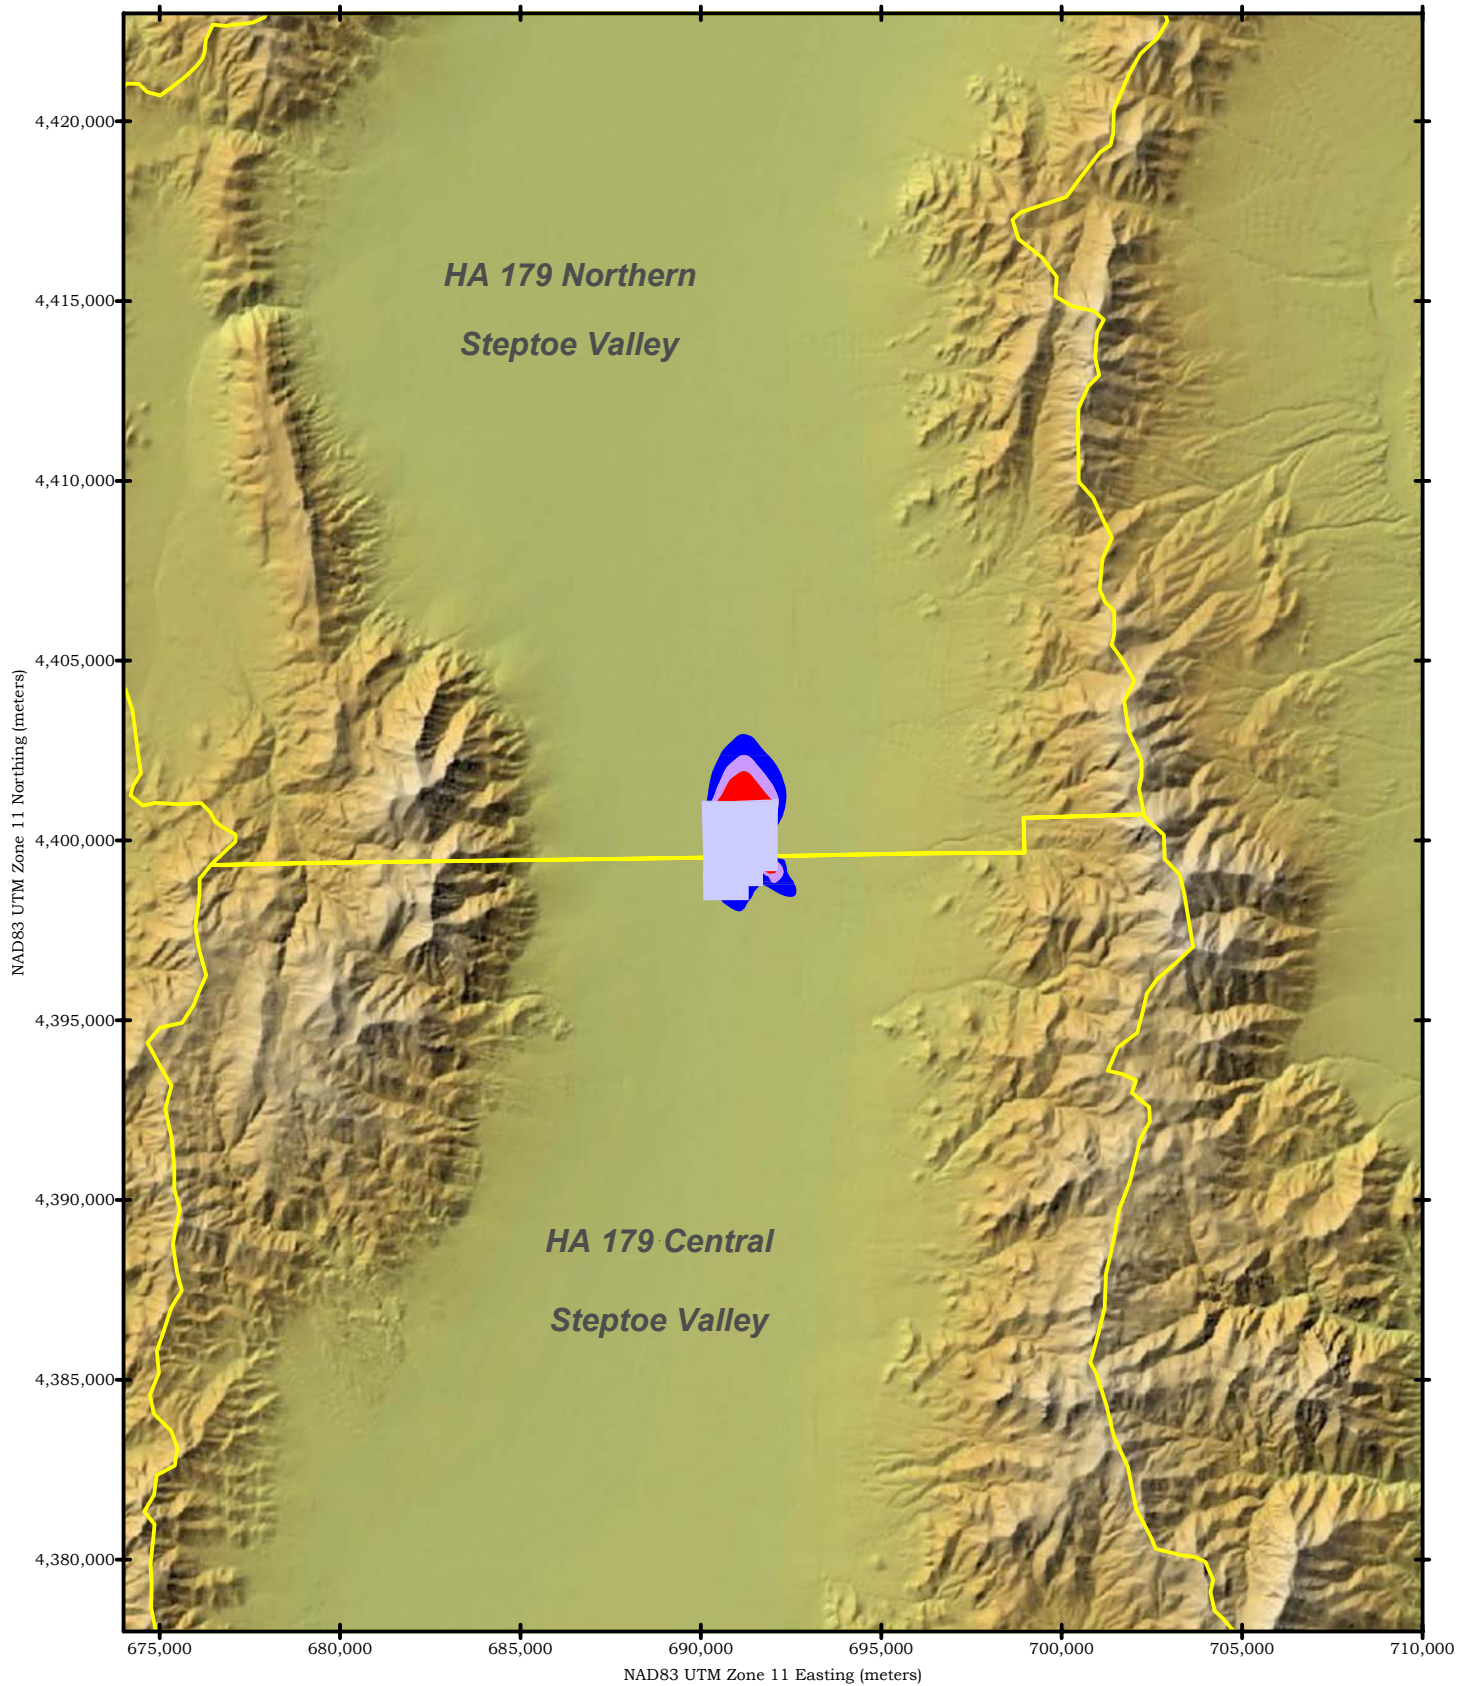 4,420,000
HA 179 Northern
4,415,000
Steptoe Valley
4,410,000
4,405,000
NAD83 UTM Zone 11 Northing (meters)
4,400,000
4,395,000
4,390,000
HA 179 Central
Steptoe Valley
4,385,000
4,380,000
675,000 680,000 685,000 690,000 695,000 700,000 705,000 710,000
NAD83 UTM Zone 11 Easting (meters)